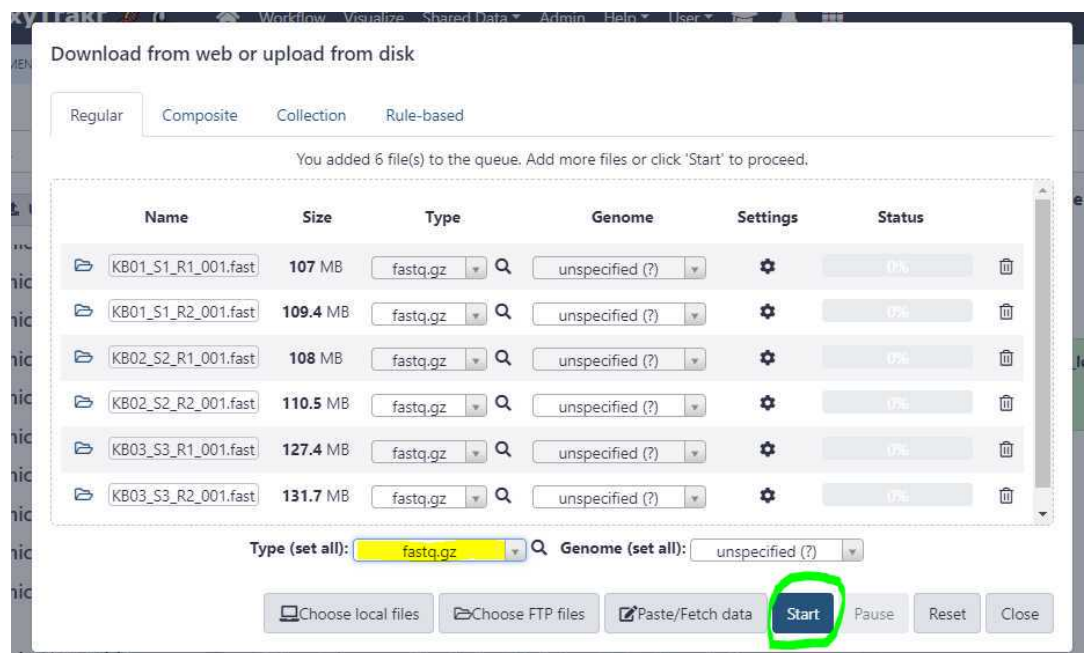 Workflow Visualize Shared Data Admin Help User
Download from web or upload from disk
Regular Composite Collection Rule-based
You added 6 file(s) to the queue. Add more files or click 'Start' to proceed.
Name Size Type Genome Settings Status
KB01_S1_R1_001.fast 107 MB fastq.gz unspecified (?) 0%
KB01_S1_R2_001.fast 109.4 MB fastq.gz unspecified (?) 0%
KB02_S2_R1_001.fast 108 MB fastq.gz unspecified (?) 0%
KB02_S2_R2_001.fast 110.5 MB fastq.gz unspecified (?) 0%
KB03_S3_R1_001.fast 127.4 MB fastq.gz unspecified (?) 0%
KB03_S3_R2_001.fast 131.7 MB fastq.gz unspecified (?) 0%
Type (set all): fastq.gz Genome (set all): unspecified (?)
Choose local files Choose FTP files Paste/Fetch data Start Pause Reset Close